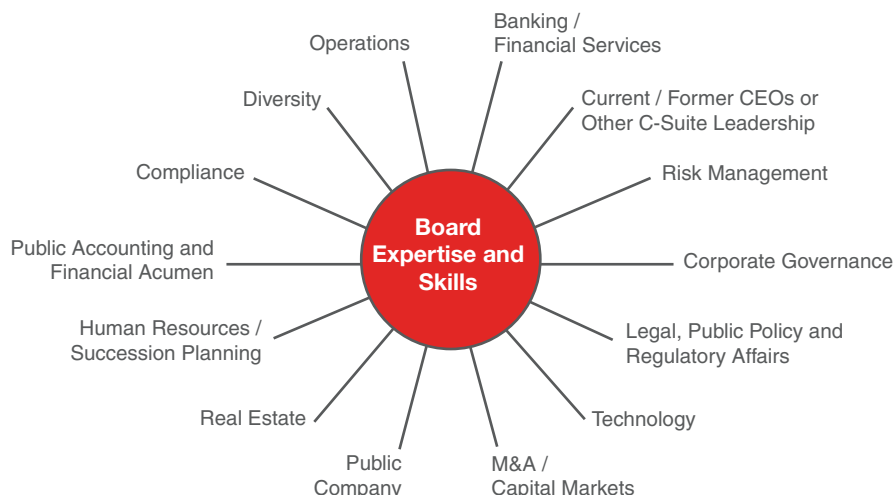 Operations
Banking /
Financial Services
Diversity
Current / Former CEOs or
Other C-Suite Leadership
Compliance
Risk Management
Board
Expertise and
Skills
Public Accounting and
Financial Acumen
Corporate Governance
Human Resources /
Succession Planning
Legal, Public Policy and
Regulatory Affairs
Real Estate
Technology
Public
Company
M&A /
Capital Markets